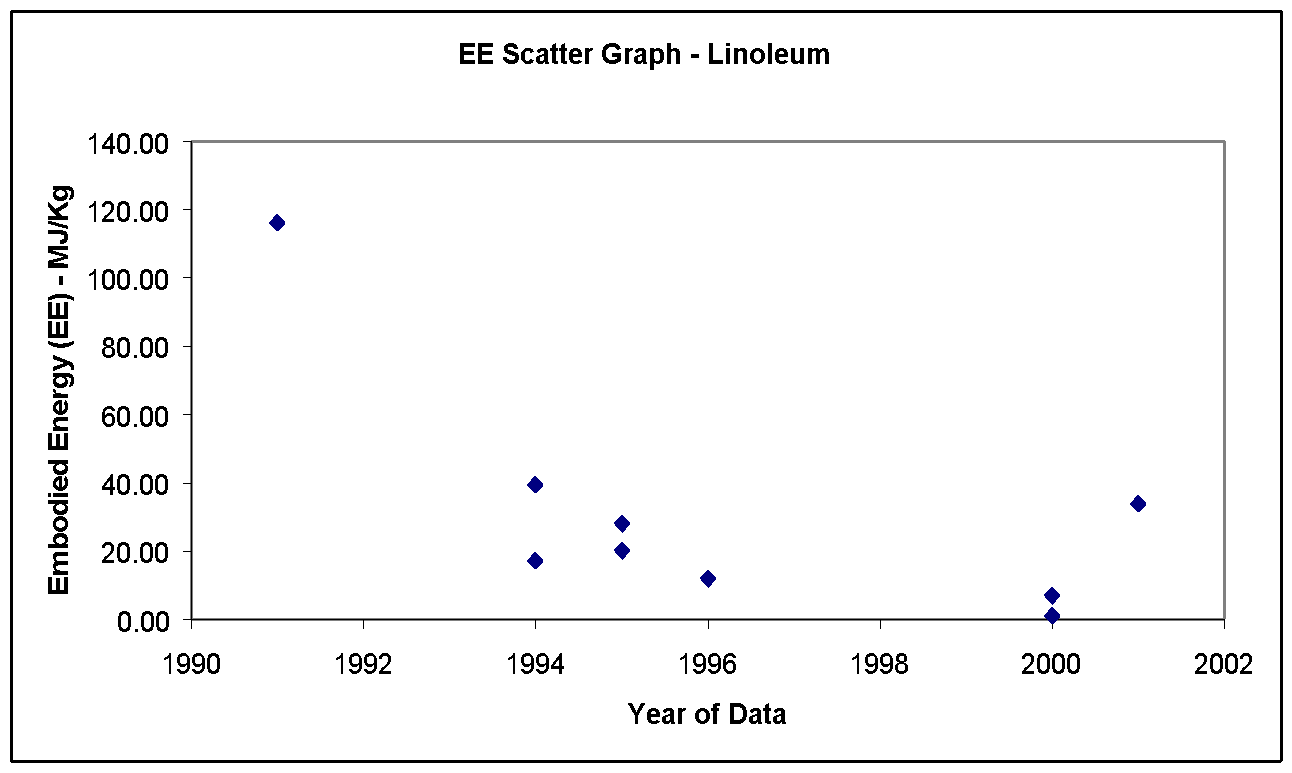 EE Scatter Graph - Linoleum
Embodied Energy (EE) - MJ/Kg
140.00
120.00
100.00
80.00
60.00
40.00
20.00
0.00
1990 1992 1994 1996 1998 2000 2002
Year of Data